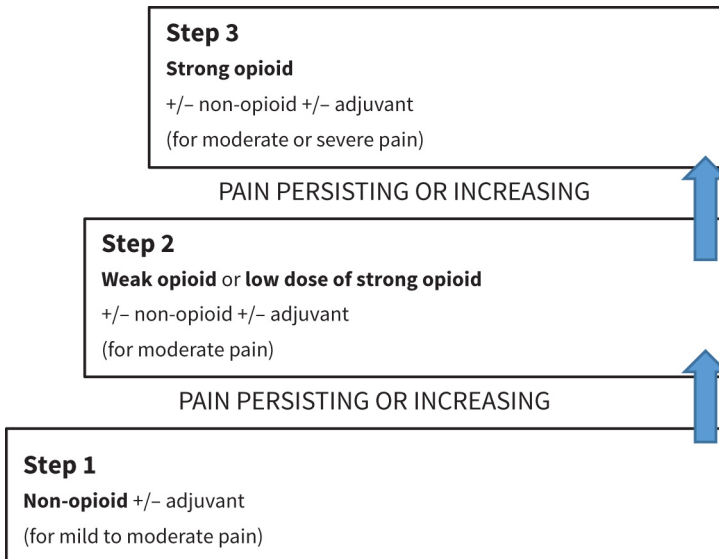 Step 3
Strong opioid
+/– non-opioid +/– adjuvant
(for moderate or severe pain)
PAIN PERSISTING OR INCREASING
Step 2
Weak opioid or low dose of strong opioid
+/– non-opioid +/– adjuvant
(for moderate pain)
PAIN PERSISTING OR INCREASING
Step 1
Non-opioid +/– adjuvant
(for mild to moderate pain)